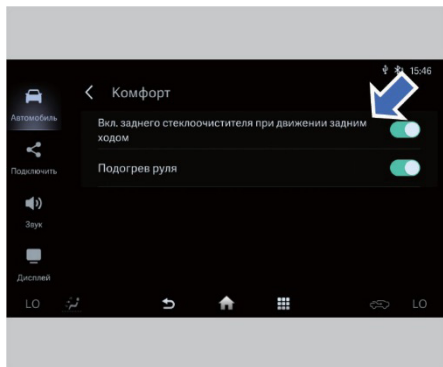 15:46
Комфорт
Автомобиль
Вкл. заднего стеклоочистителя при движении задним
ходом
Подключить
Подогрев руля
Звук
Дисплей
LO
LO